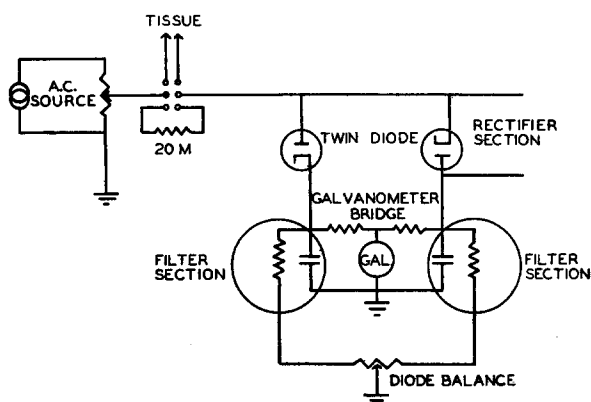 TISSUE
A.C.
SOURCE
20 M
TWIN DIODE
RECTIFIER
SECTION
GALVANOMETER
BRIDGE
FILTER
SECTION
GAL
FILTER
SECTION
DIODE BALANCE